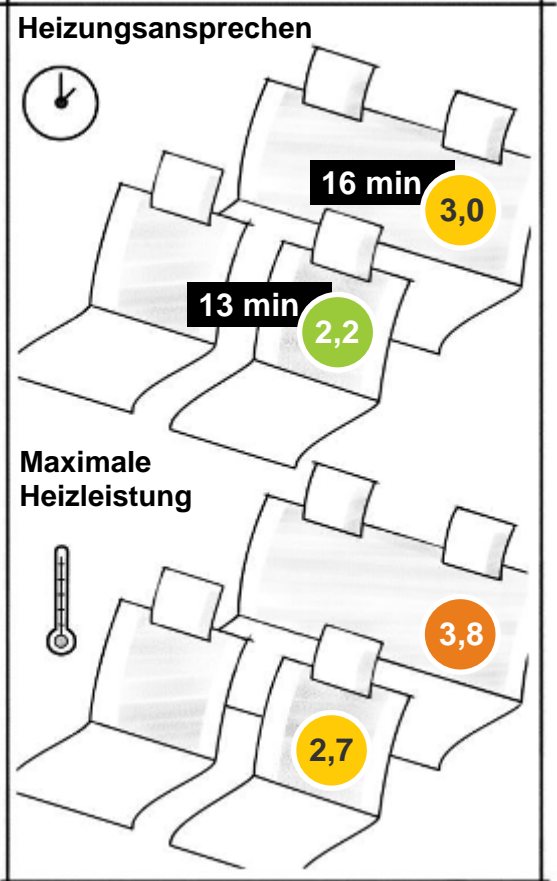 Heizungsansprechen
16 min
3,0
13 min
2,2
Maximale
Heizleistung
3,8
2,7